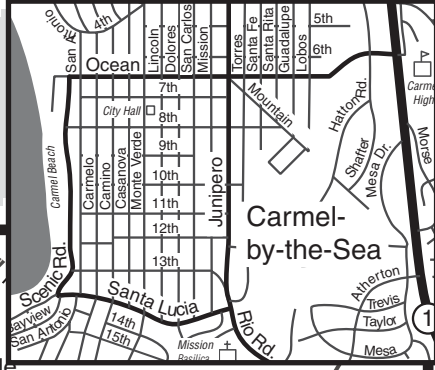 4th
San A
ntonio
Ocean
Lincoln
Dolores
San Carlos
Mission
Torres
Santa Fe
Santa Rita
Guadalupe
Lobos
5th
6th
7th
City Hall
8th
Mountain
Hatton Rd.
Carme
High
9th
Carmel Beach
Carmelo
Camino
Casanova
Monte Verde
10th
11th
12th
13th
Junipero
Shafter
Mesa Dr.
Morse
Carmel-
by-the-Sea
Scenic Rd.
Santa Lucia
Atherton
Trevis
Taylor
Mesa
1
Bayview
San Antonio
14th
15th
Rio Rd.
Mission
Basilica